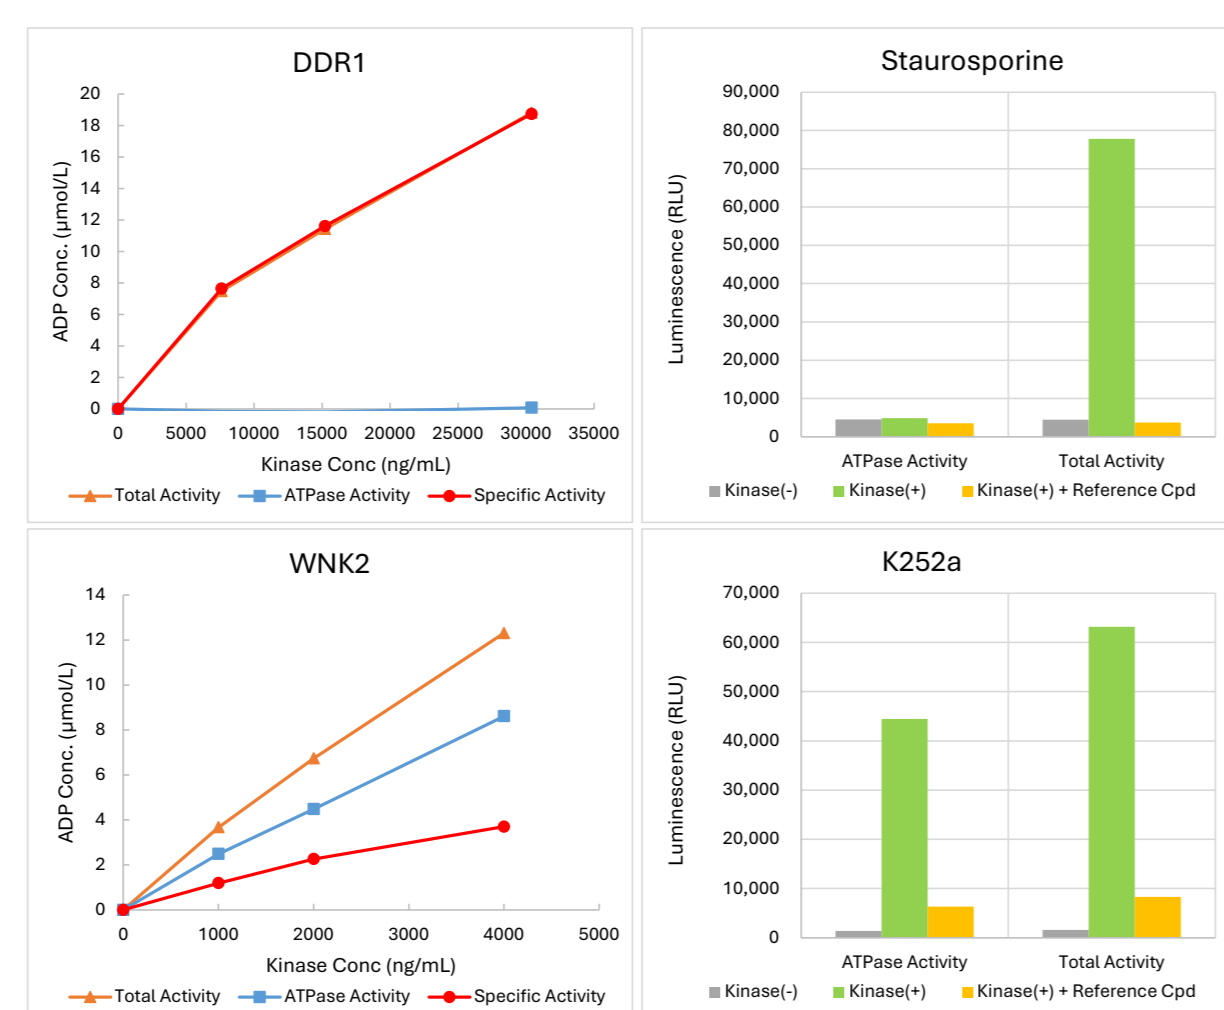 DDR1
20
18
16
14
12
10
8
6
4
2
0
ADP Conc. (µmol/L)
0 5000 10000 15000 20000 25000 30000 35000
Kinase Conc (ng/mL)
Total Activity ATPase Activity Specific Activity
Staurosporine
90,000
80,000
70,000
60,000
50,000
40,000
30,000
20,000
10,000
0
Luminescence (RLU)
ATPase Activity Total Activity
Kinase(-) Kinase(+) Kinase(+) + Reference Cpd
WNK2
14
12
10
8
6
4
2
0
ADP Conc. (µmol/L)
0 1000 2000 3000 4000 5000
Kinase Conc (ng/mL)
Total Activity ATPase Activity Specific Activity
K252a
70,000
60,000
50,000
40,000
30,000
20,000
10,000
0
Luminescence (RLU)
ATPase Activity Total Activity
Kinase(-) Kinase(+) Kinase(+) + Reference Cpd